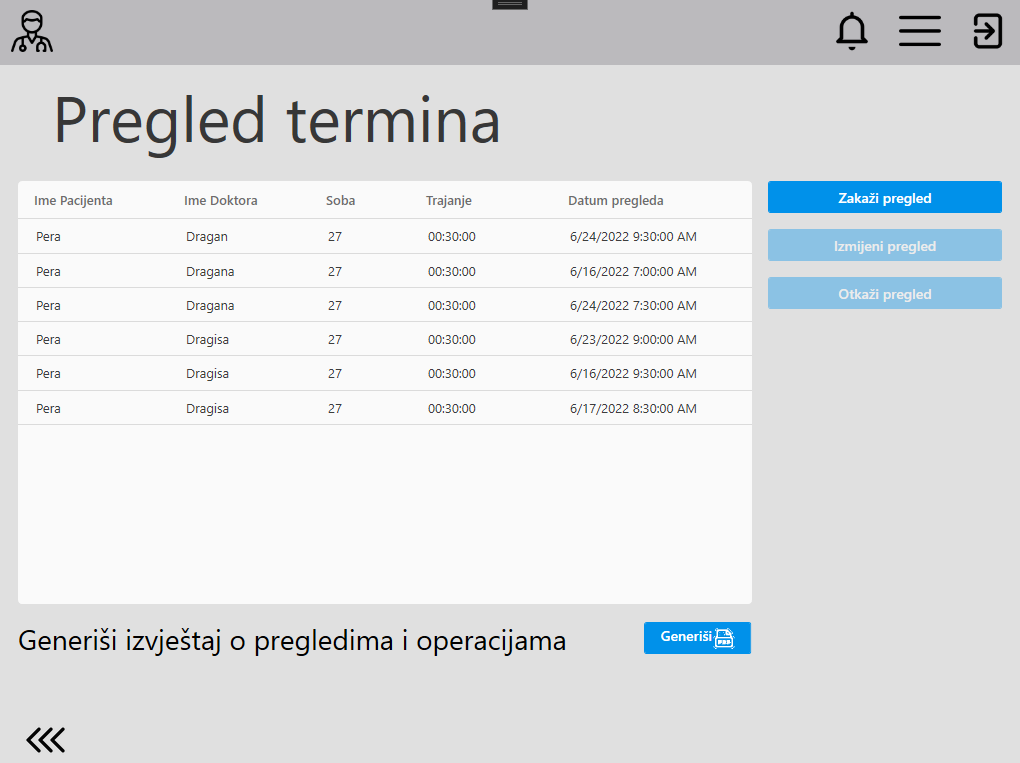 Pregled termina
Ime Pacijenta Ime Doktora Soba Trajanje Datum pregleda
Pera Dragan 27 00:30:00 6/24/2022 9:30:00 AM
Pera Dragana 27 00:30:00 6/16/2022 7:00:00 AM
Pera Dragana 27 00:30:00 6/24/2022 7:30:00 AM
Pera Dragisa 27 00:30:00 6/23/2022 9:00:00 AM
Pera Dragisa 27 00:30:00 6/16/2022 9:30:00 AM
Pera Dragisa 27 00:30:00 6/17/2022 8:30:00 AM
Zakaži pregled
Izmijeni pregled
Otkaži pregled
Generiši izvještaj o pregledima i operacijama
Generiši PDF